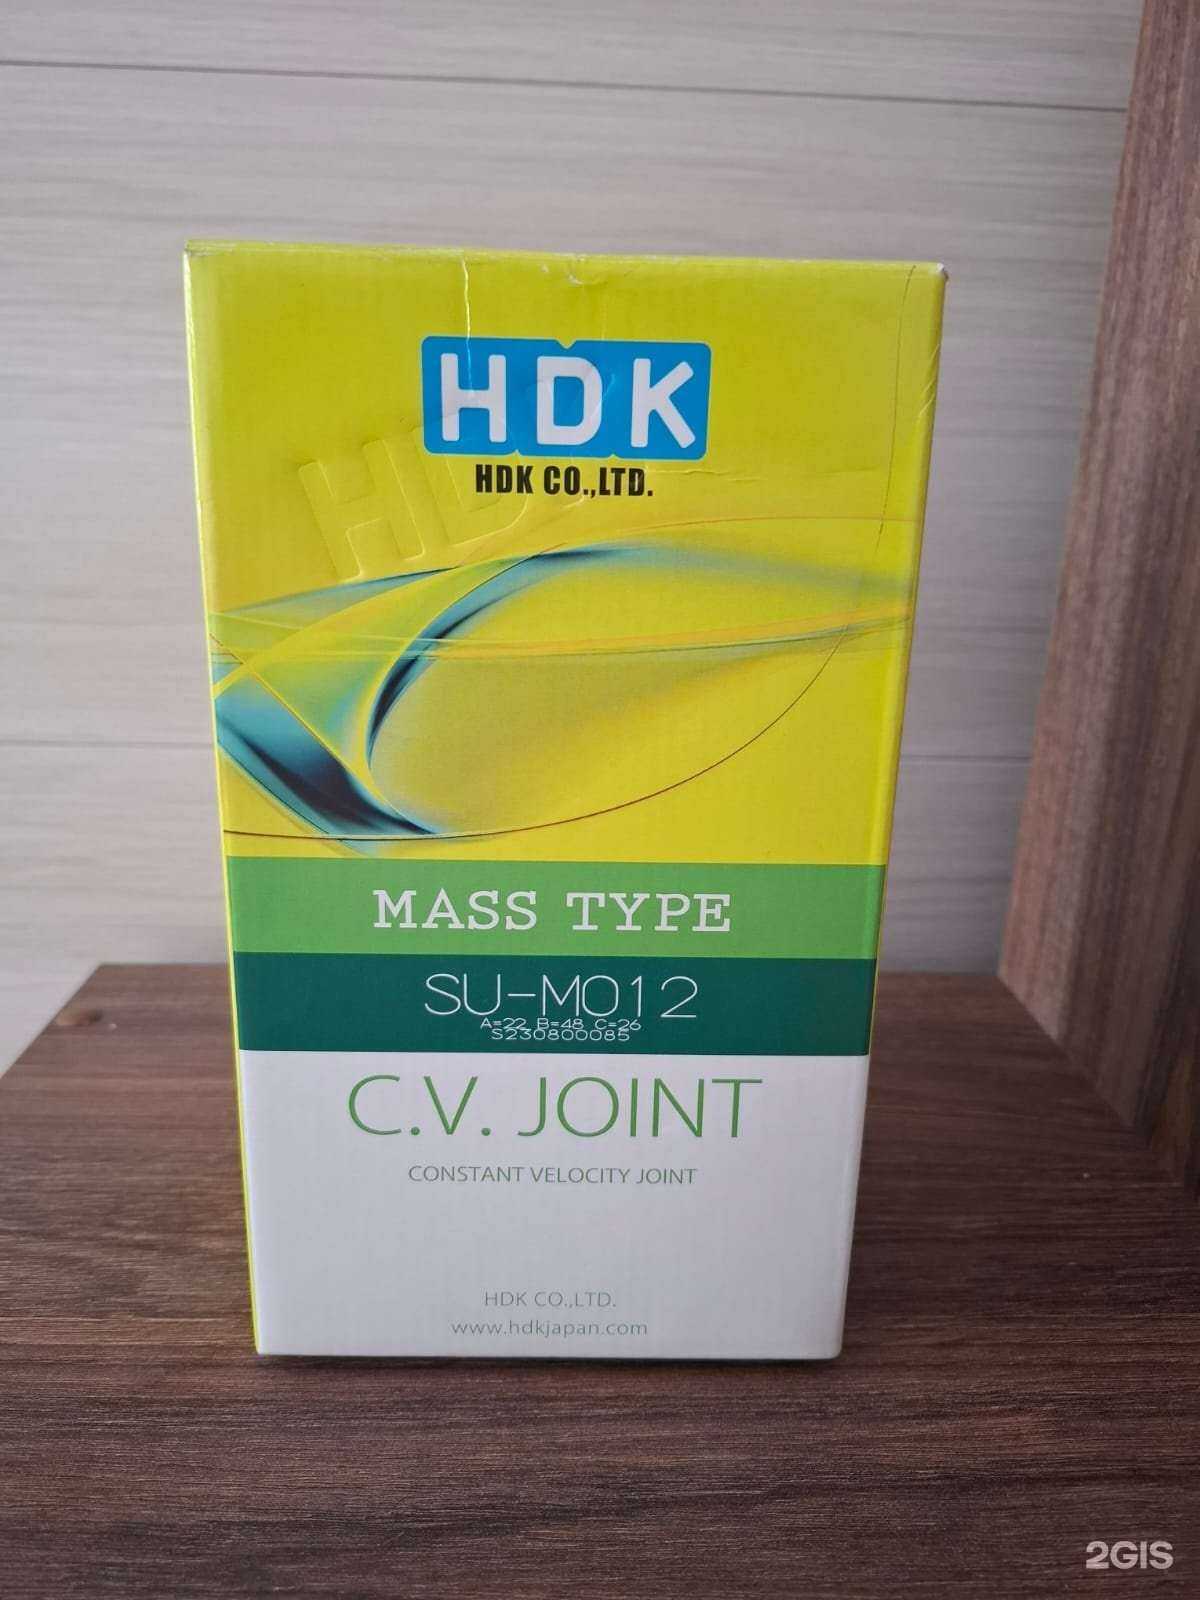 HDK
HDK CO.,LTD.
HD
MASS TYPE
SU-M012
A=22 B=48 C=26
S230800085
C.V. JOINT
CONSTANT VELOCITY JOINT
HDK CO.,LTD.
www.hdkjapan.com
2GIS